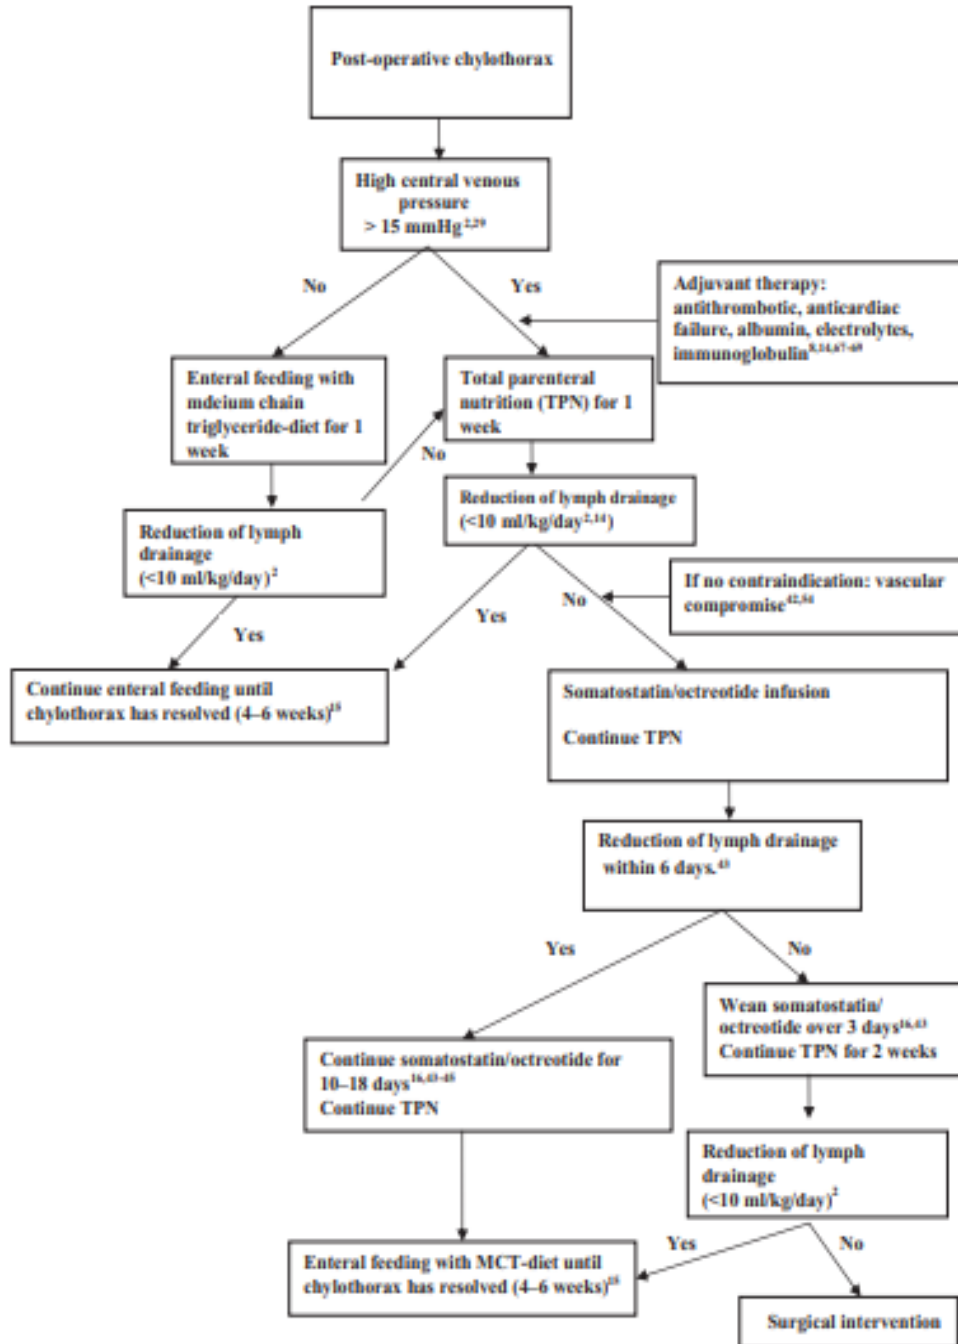 Post-operative chylothorax
High central venous
pressure
> 15 mmHg2,29
No
Yes
Adjuvant therapy:
antithrombotic, anticardiac
failure, albumin, electrolytes,
immunoglobulin8,14,67-69
Enteral feeding with
mdeium chain
triglyceride-diet for 1
week
Total parenteral
nutrition (TPN) for 1
week
No
Reduction of lymph drainage
(<10 ml/kg/day2,14)
Reduction of lymph
drainage
(<10 ml/kg/day)2
If no contraindication: vascular
compromise42,54
No
Yes
Yes
Continue enteral feeding until
chylothorax has resolved (4–6 weeks)15
Somatostatin/octreotide infusion
Continue TPN
Reduction of lymph drainage
within 6 days.43
Yes
No
Wean somatostatin/
octreotide over 3 days16,43
Continue TPN for 2 weeks
Continue somatostatin/octreotide for
10–18 days16,43-45
Continue TPN
Reduction of lymph
drainage
(<10 ml/kg/day)2
Yes
No
Enteral feeding with MCT-diet until
chylothorax has resolved (4–6 weeks)15
Surgical intervention